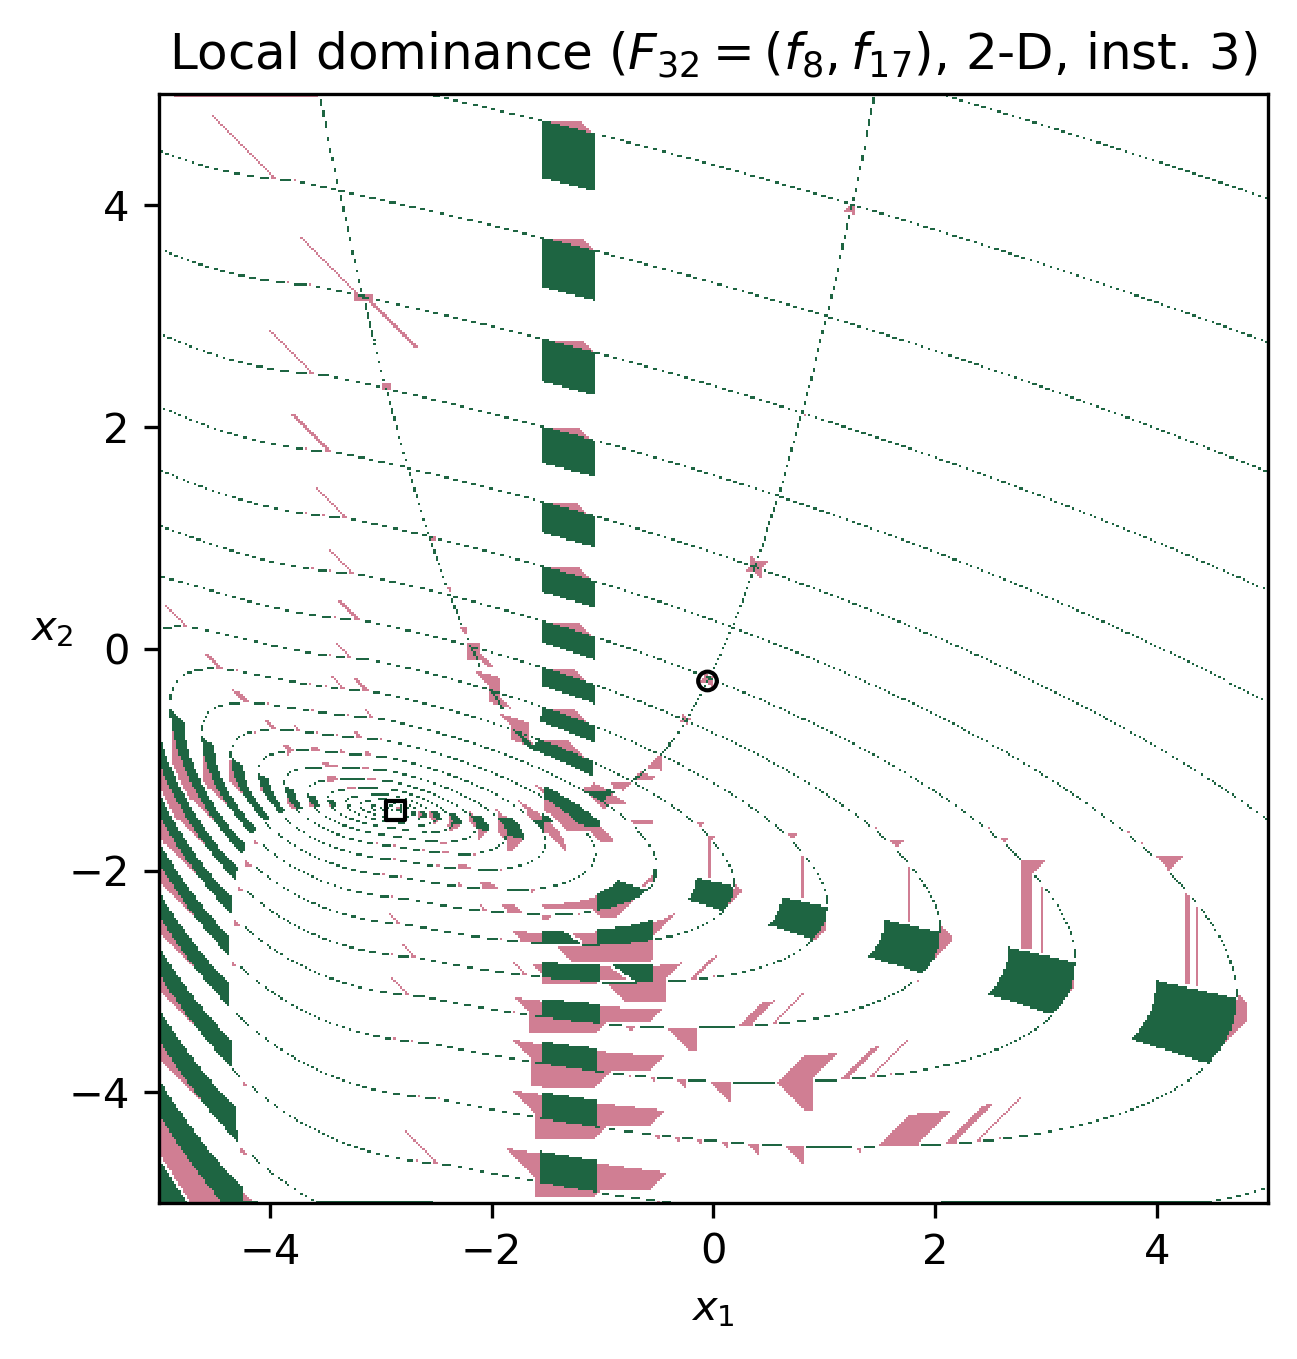 Local dominance (F₃₂ = (f₈, f₁₇), 2-D, inst. 3)
4
2
0
−2
−4
x₂
−4 −2 0 2 4
x₁